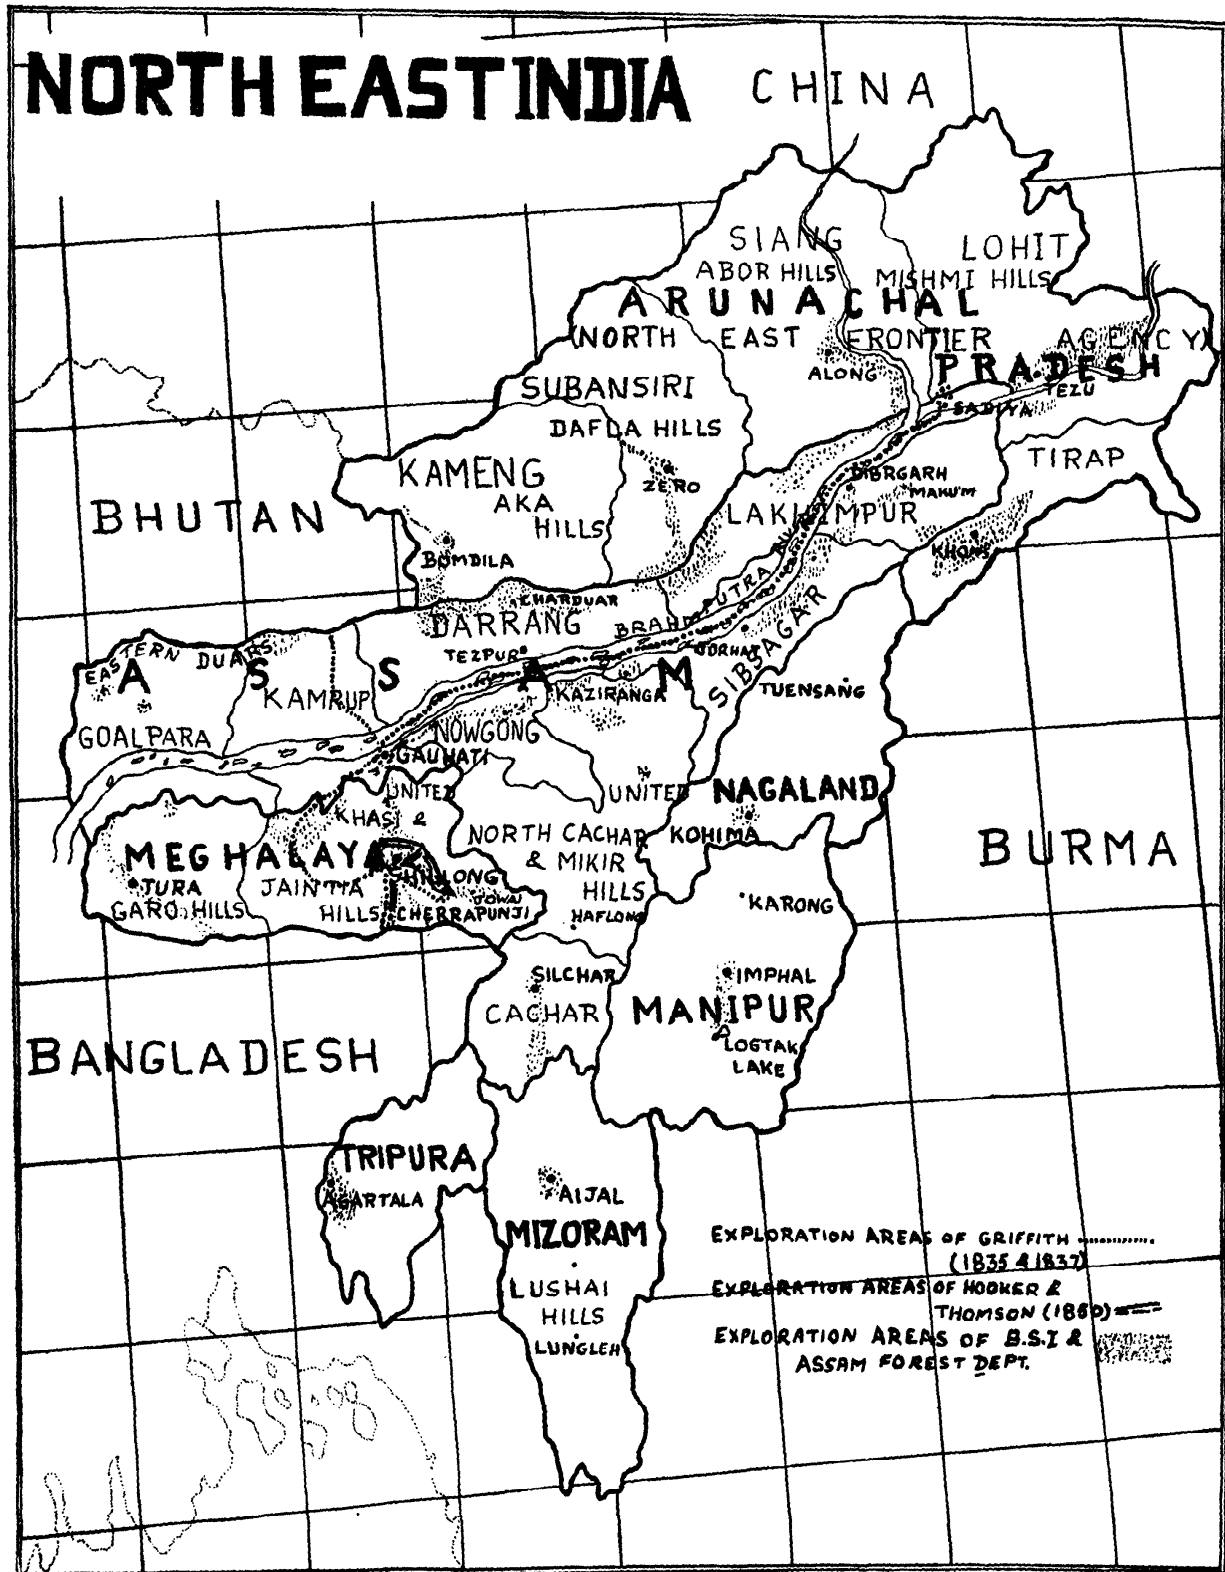 NORTH EAST INDIA
CHINA
SIANG
LOHIT
ABOR HILLS
MISHMI HILLS
ARUNACHAL
(NORTH EAST FRONTIER AGENCY)
PRADESH
ALONG
TEZU
SADIYA
SUBANSIRI
DAFLA HILLS
TIRAP
KAMENG
ZERO
DIBRGARH
MAKUM
AKA
HILLS
BHUTAN
LAKHIMPUR
BOMDILA
KHONS
CHARDUAR
DARRANG
BRAHMAPUTRA
EASTERN DUARS
TEZPUR
JORHAT
SIBSAGAR
ASSAM
KAMRUP
KAZIRANGA
TUENSANG
GOALPARA
NOWGONG
GAUHATI
UNITED
UNITED
NAGALAND
KHASI &
NORTH CACHAR
KOHIMA
BURMA
MEGHALAYA
& MIKIR
SHILLONG
TURA
JAINTIA
HILLS
JOWAI
KARONG
GARO HILLS
HILLS
CHERRAPUNJI
HAFLONG
SILCHAR
IMPHAL
CACHAR
MANIPUR
BANGLADESH
LOGTAK
LAKE
TRIPURA
AGARTALA
AIJAL
MIZORAM
EXPLORATION AREAS OF GRIFFITH
(1835 & 1837)
LUSHAI
EXPLORATION AREAS OF HOOKER &
HILLS
THOMSON (1850)
LUNGLEH
EXPLORATION AREAS OF B.S.I &
ASSAM FOREST DEPT.